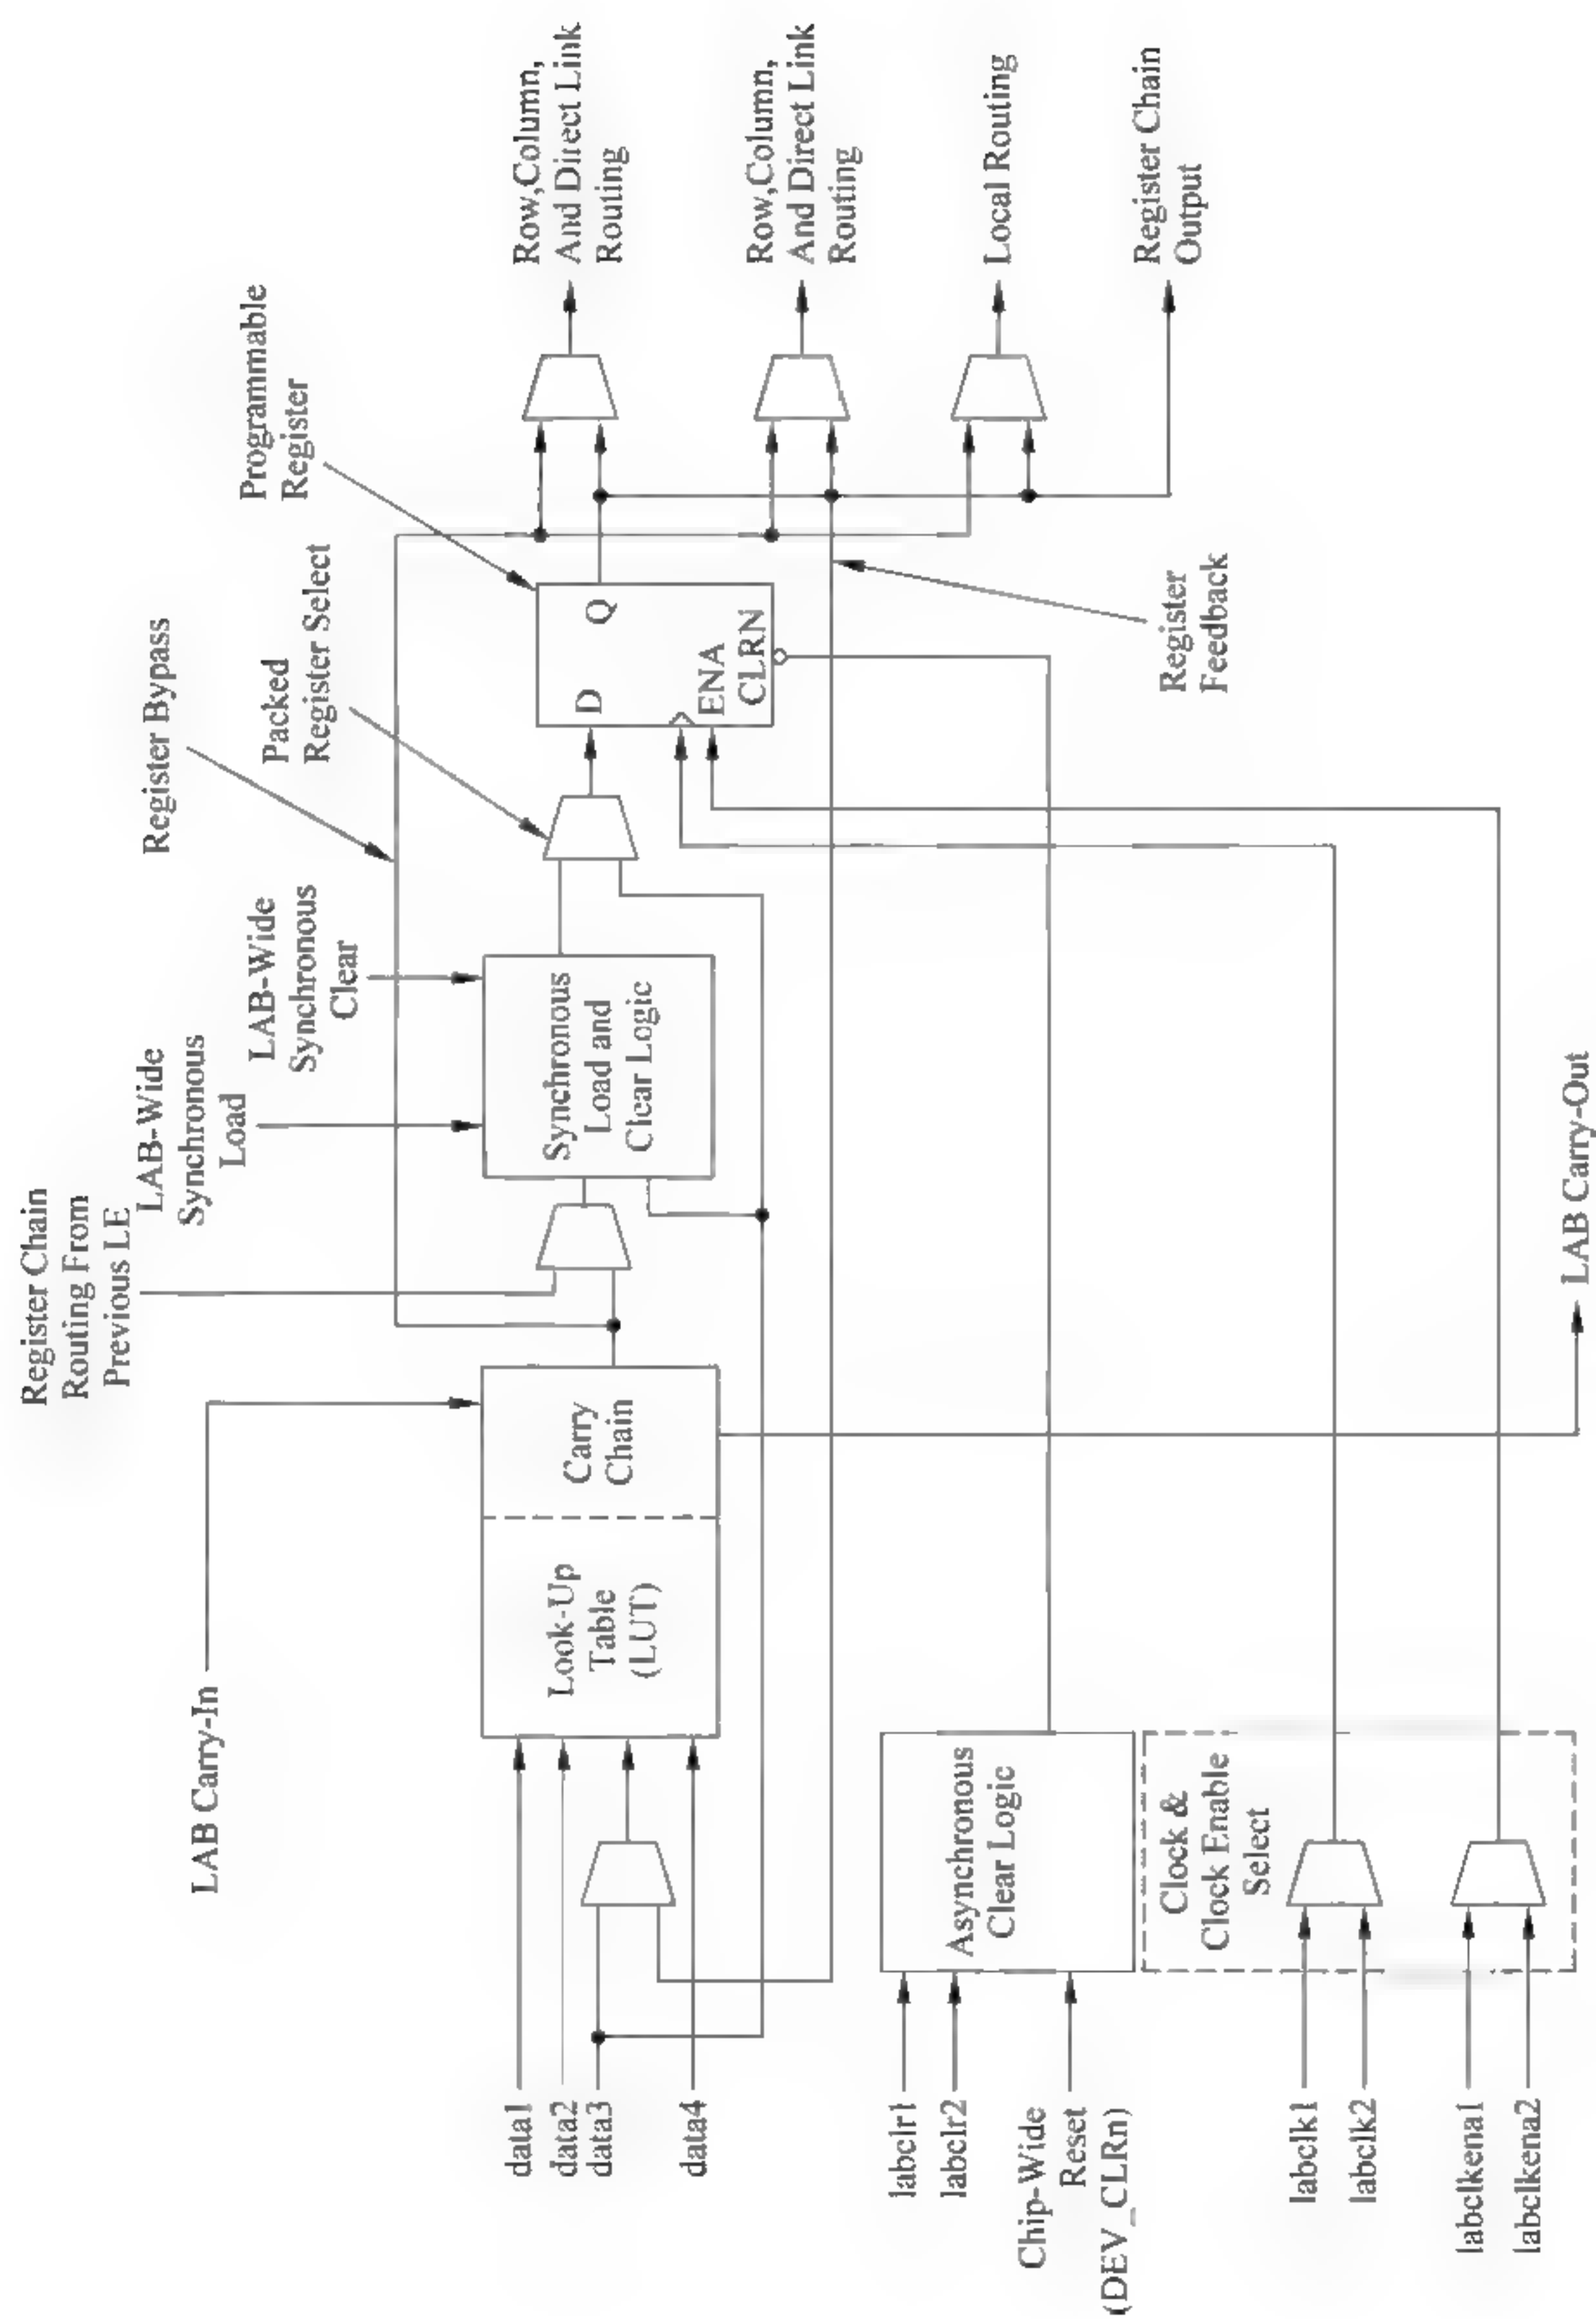 Register Chain
Routing From
Previous LE
LAB-Wide
Synchronous
Load
LAB-Wide
Synchronous
Clear
Register Bypass
Packed
Register Select
Programmable
Register
LAB Carry-In
data1
data2
data3
data4
Look-Up
Table
(LUT)
Carry
Chain
Synchronous
Load and
Clear Logic
D
Q
ENA
CLRN
Row,Column,
And Direct Link
Routing
Row,Column,
And Direct Link
Routing
Local Routing
Register Chain
Output
Register
Feedback
labclr1
labclr2
Chip-Wide
Reset
(DEV_CLRn)
Asynchronous
Clear Logic
Clock &
Clock Enable
Select
labclk1
labclk2
labclkena1
labclkena2
LAB Carry-Out